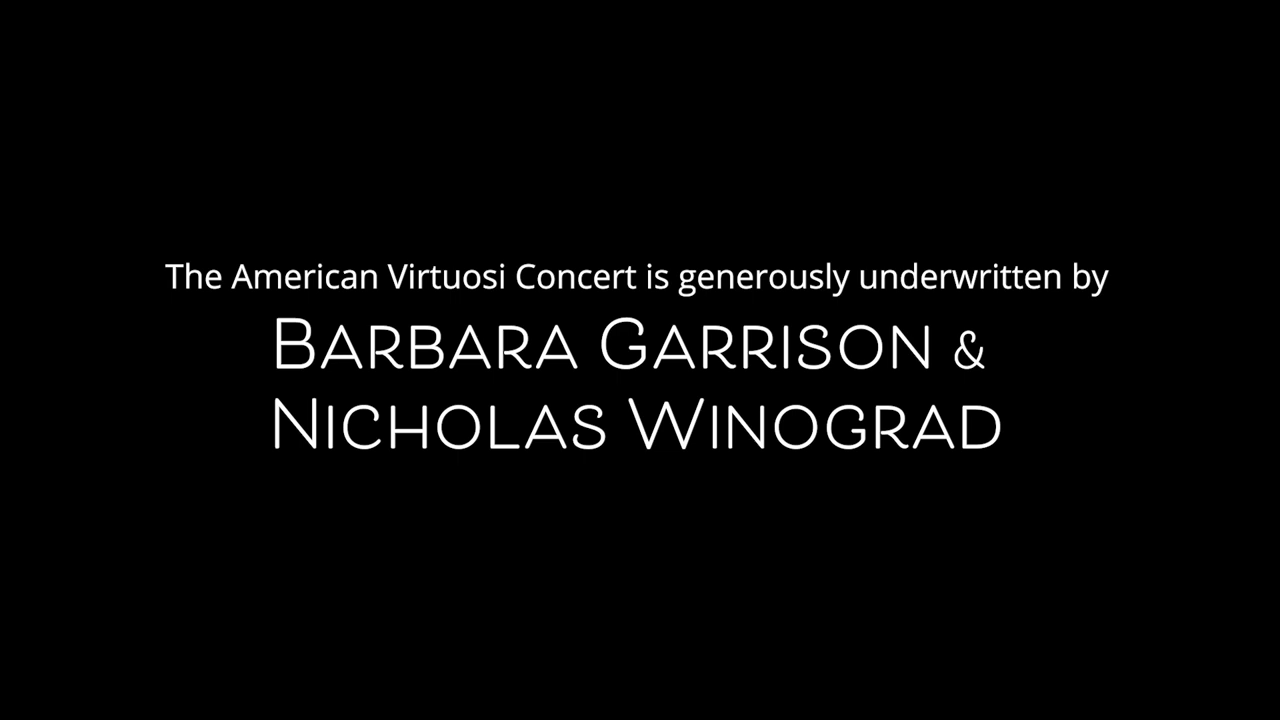 The American Virtuosi Concert is generously underwritten by
Barbara Garrison &
Nicholas Winograd